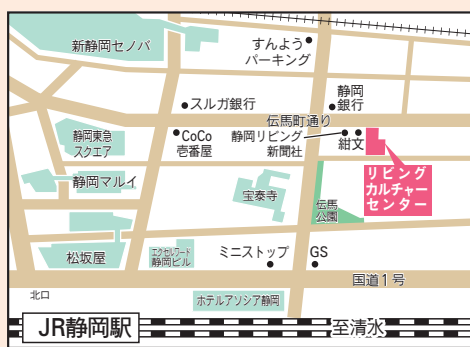 新静岡セノバ
すんよう
パーキング
スルガ銀行
静岡
銀行
伝馬町通り
静岡東急
スクエア
CoCo
壱番屋
静岡リビング
新聞社
紺文
リビング
カルチャー
センター
静岡マルイ
宝泰寺
伝馬
公園
松坂屋
エクセルワード
静岡ビル
ミニストップ
GS
国道1号
北口
ホテルアソシア静岡
JR静岡駅
至清水